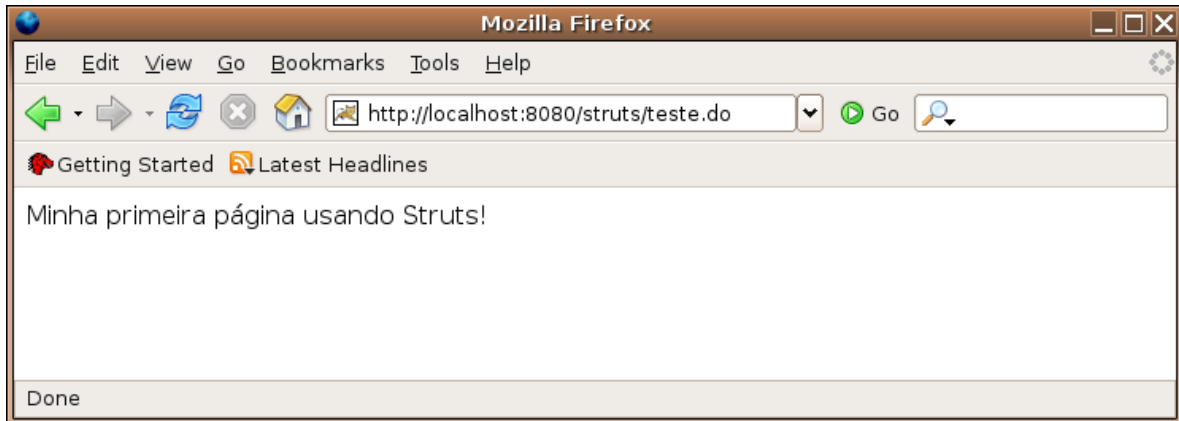 Mozilla Firefox
File Edit View Go Bookmarks Tools Help
http://localhost:8080/struts/teste.do Go
Getting Started Latest Headlines
Minha primeira página usando Struts!
Done